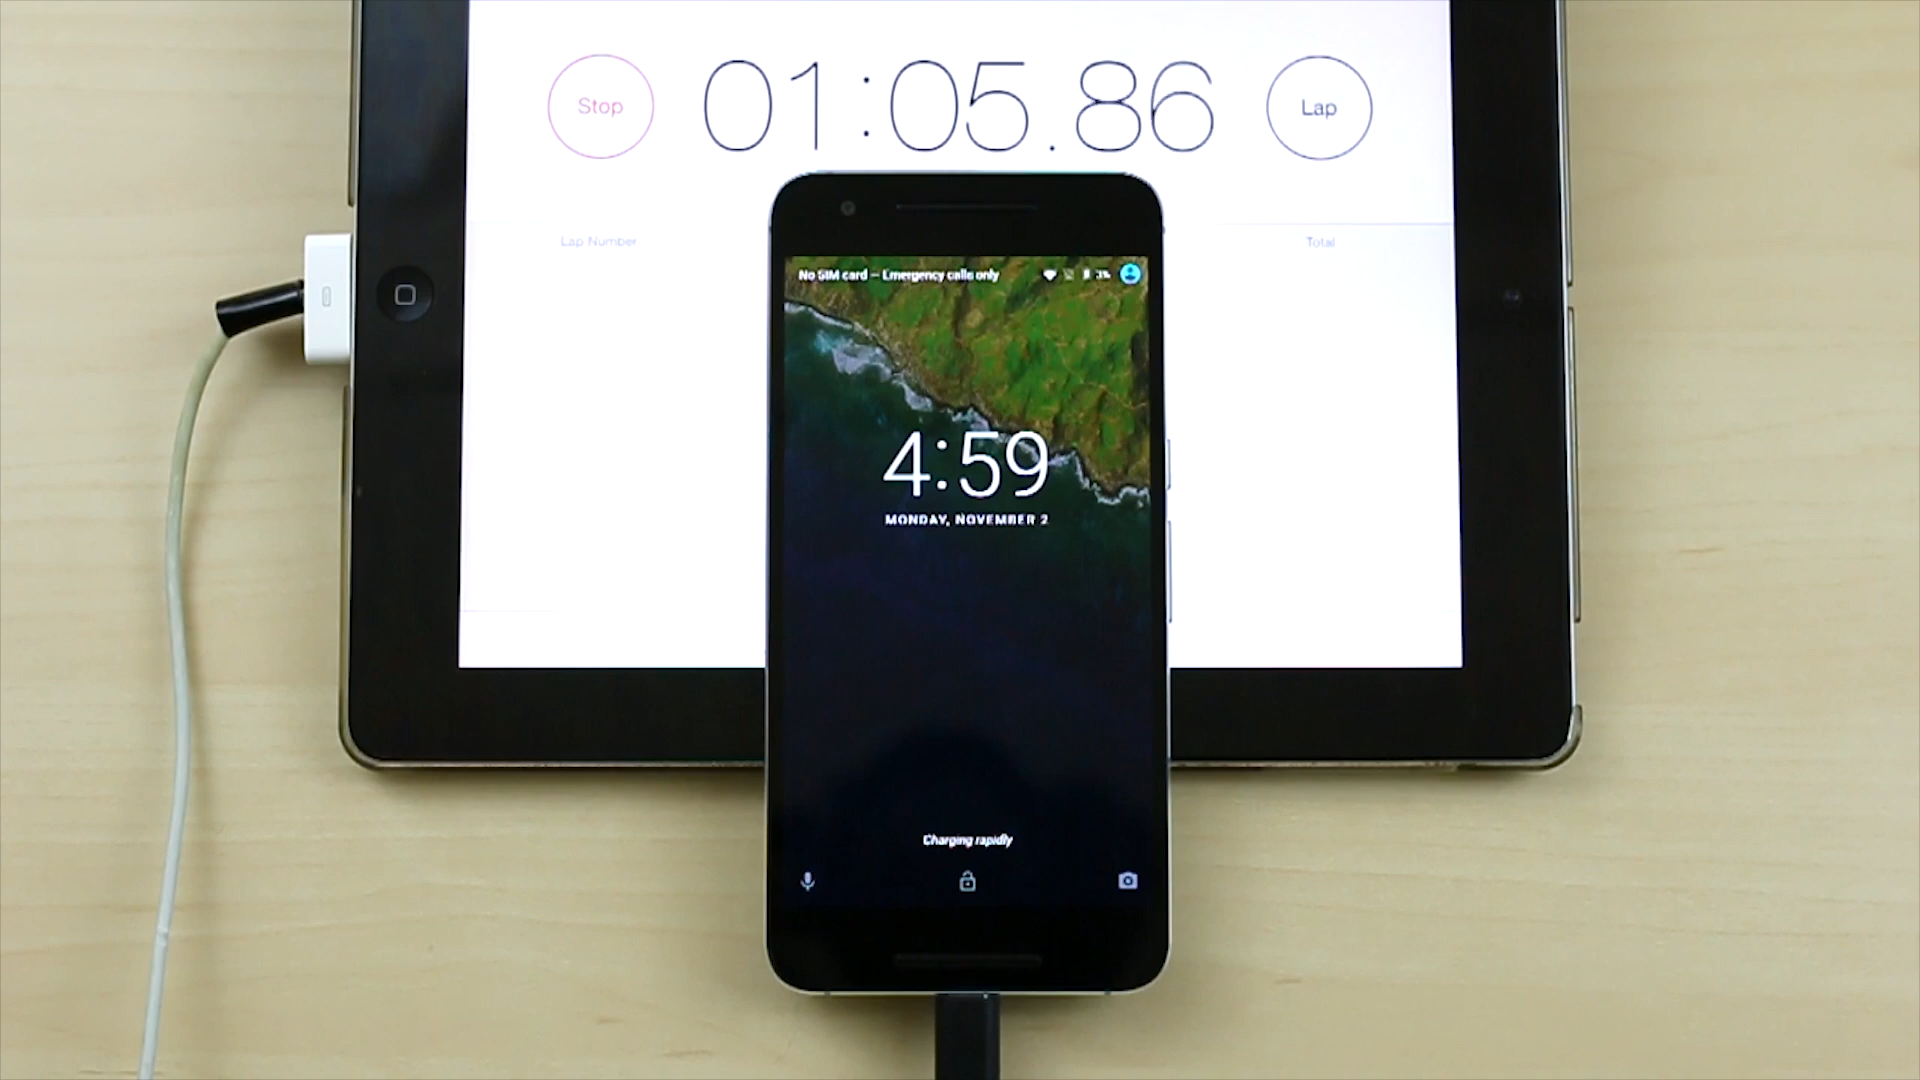 Stop 01:05.86 Lap
Lap Number Total
No SIM card — Emergency calls only 3%
4:59
MONDAY, NOVEMBER 2
Charging rapidly